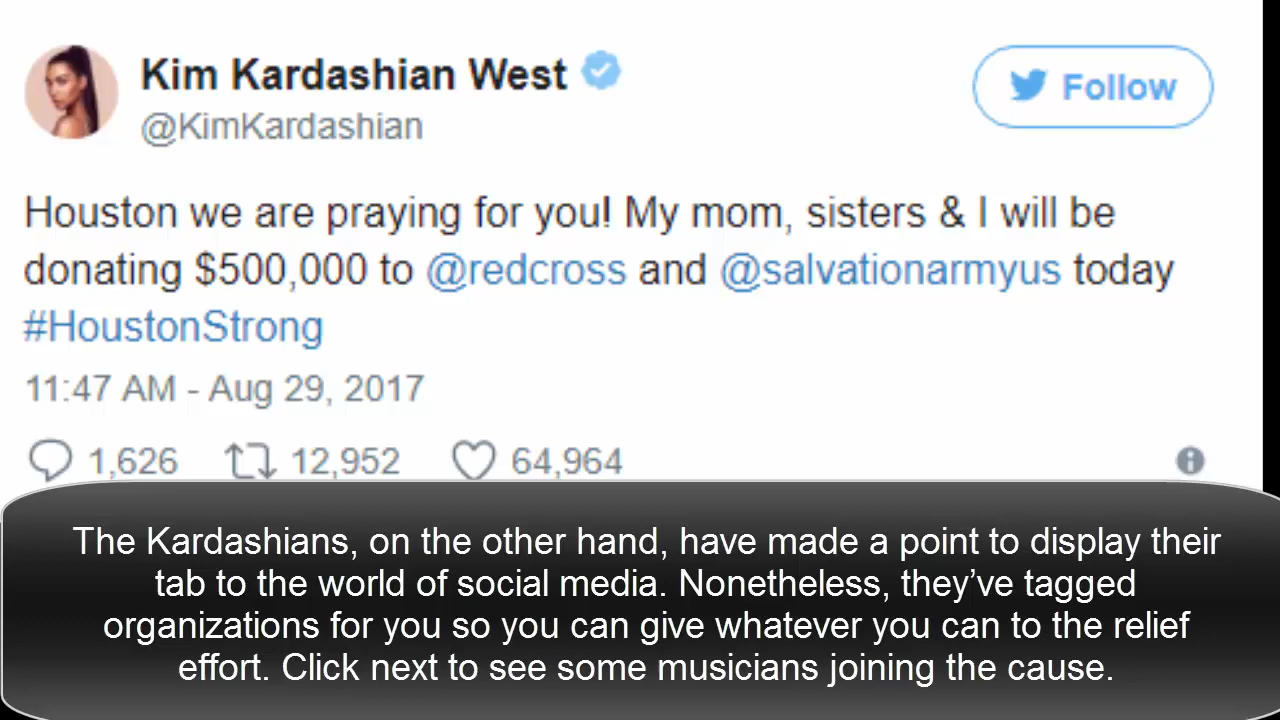 Kim Kardashian West
Follow
@KimKardashian
Houston we are praying for you! My mom, sisters & I will be
donating $500,000 to @redcross and @salvationarmyus today
#HoustonStrong
11:47 AM - Aug 29, 2017
1,626 12,952 64,964
The Kardashians, on the other hand, have made a point to display their
tab to the world of social media. Nonetheless, they’ve tagged
organizations for you so you can give whatever you can to the relief
effort. Click next to see some musicians joining the cause.